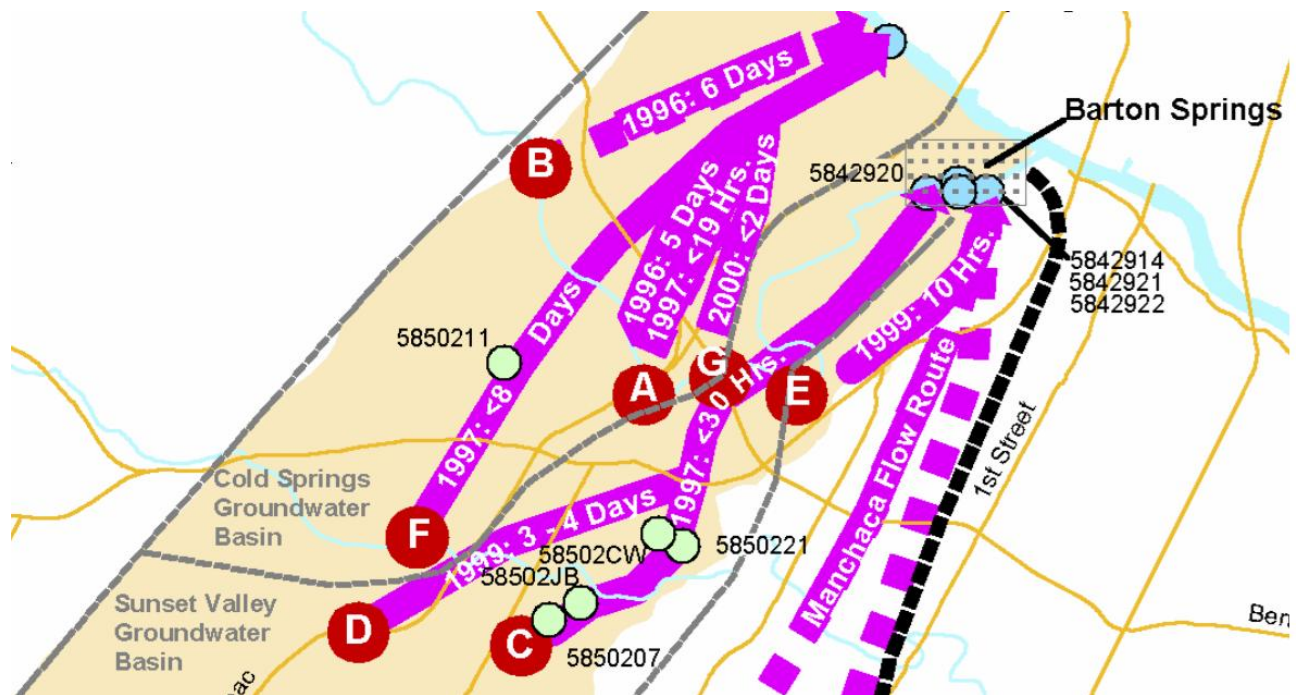 1996: 6 Days
Barton Springs
B
5842920
1996: 5 Days
1997: <19 Hrs.
2000: <2 Days
5842914
5842921
5842922
1999: 10 Hrs.
5850211
1997: <8 Days
A
G
E
1997: <30 Hrs.
Manchaca Flow Route
1st Street
Cold Springs
Groundwater
Basin
F
1999: 3 - 4 Days
58502CW
5850221
58502JB
Sunset Valley
Groundwater
Basin
D
C
5850207
Ben
ac